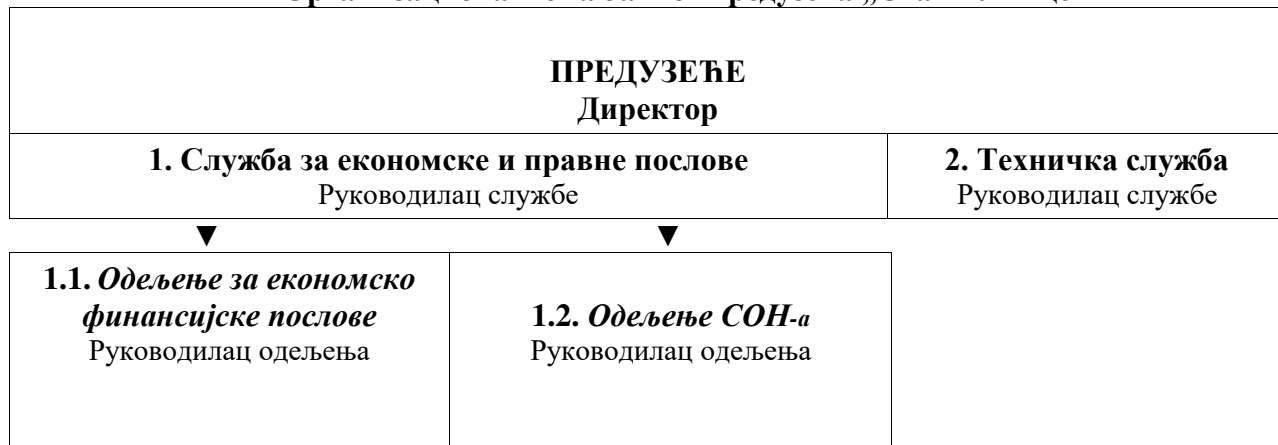 ПРЕДУЗЕЋЕ
Директор
1. Служба за економске и правне послове
Руководилац службе
2. Техничка служба
Руководилац службе
▼ ▼
1.1. Одељење за економско
финансијске послове
Руководилац одељења
1.2. Одељење СОН-а
Руководилац одељења